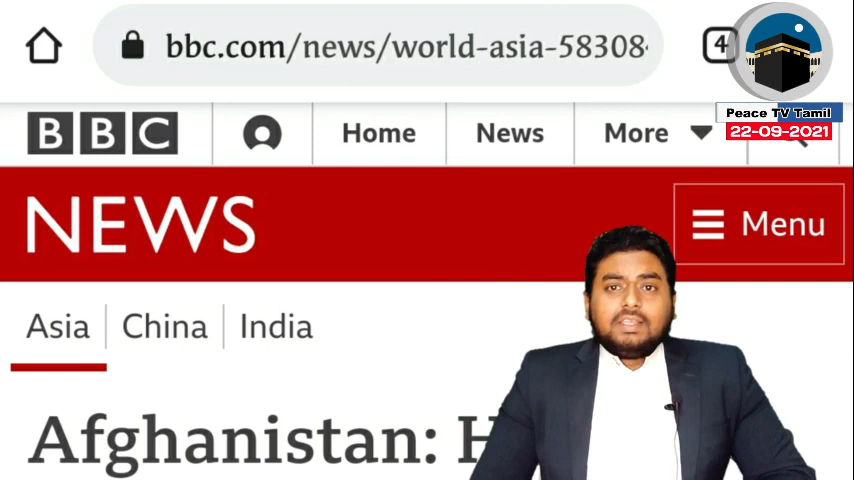 bbc.com/news/world-asia-58308
4
Peace TV Tamil
22-09-2021
BBC
Home
News
More
NEWS
Menu
Asia
China
India
Afghanistan: H